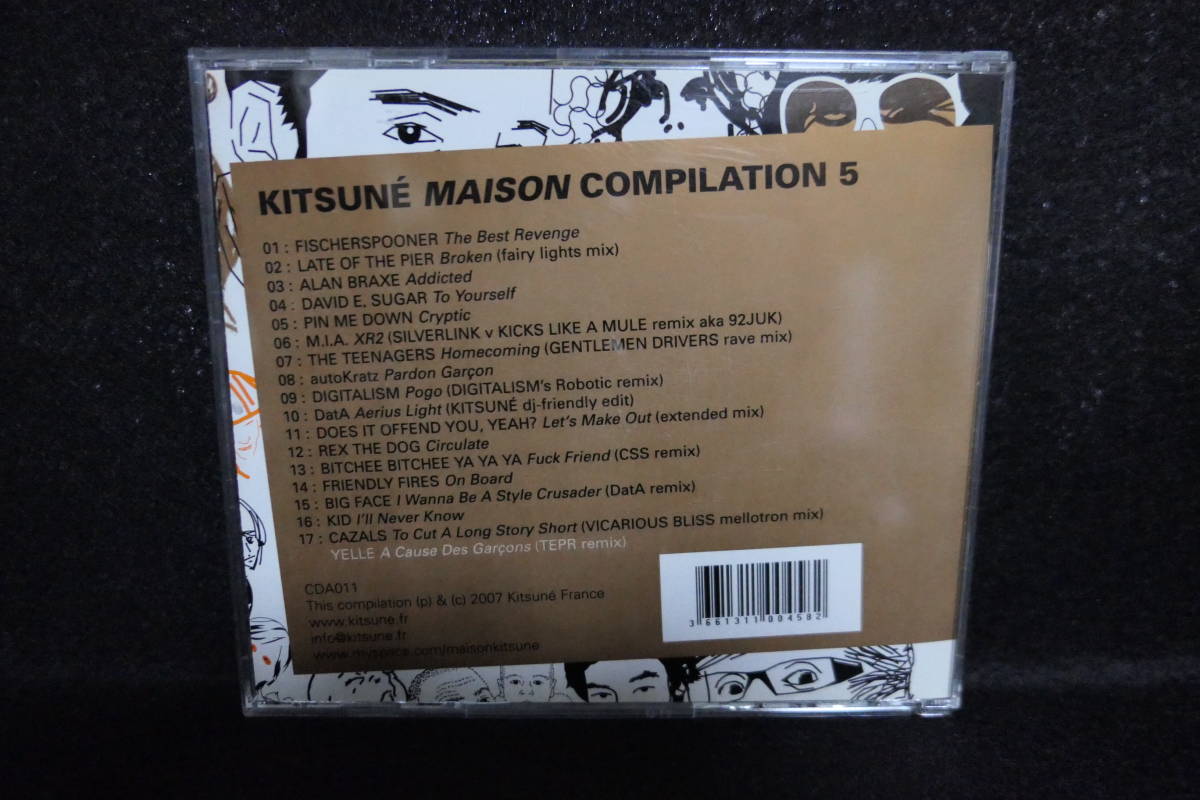 KITSUNÉ MAISON COMPILATION 5
01 : FISCHERSPOONER The Best Revenge
02 : LATE OF THE PIER Broken (fairy lights mix)
03 : ALAN BRAXE Addicted
04 : DAVID E. SUGAR To Yourself
05 : PIN ME DOWN Cryptic
06 : M.I.A. XR2 (SILVERLINK v KICKS LIKE A MULE remix aka 92JUK)
07 : THE TEENAGERS Homecoming (GENTLEMEN DRIVERS rave mix)
08 : autoKratz Pardon Garçon
09 : DIGITALISM Pogo (DIGITALISM's Robotic remix)
10 : DatA Aerius Light (KITSUNÉ dj-friendly edit)
11 : DOES IT OFFEND YOU, YEAH? Let's Make Out (extended mix)
12 : REX THE DOG Circulate
13 : BITCHEE BITCHEE YA YA YA Fuck Friend (CSS remix)
14 : FRIENDLY FIRES On Board
15 : BIG FACE I Wanna Be A Style Crusader (DatA remix)
16 : KID I'll Never Know
17 : CAZALS To Cut A Long Story Short (VICARIOUS BLISS mellotron mix)
YELLE A Cause Des Garçons (TEPR remix)
CDA011
This compilation (p) & (c) 2007 Kitsuné France
www.kitsune.fr
info@kitsune.fr
www.myspace.com/maisonkitsune
3 661311 004582